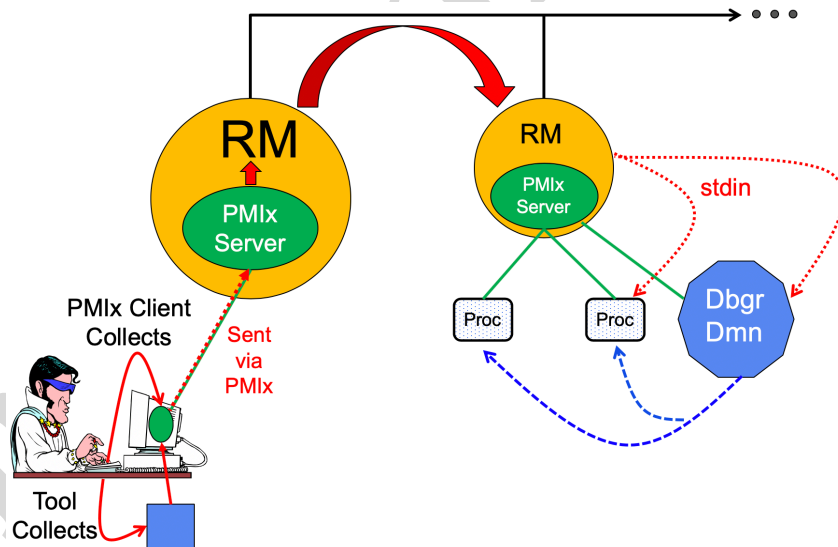 RM
PMIx
Server
RM
PMIx
Server
stdin
PMIx Client
Collects
Sent
via
PMIx
Proc
Proc
Dbgr
Dmn
Tool
Collects